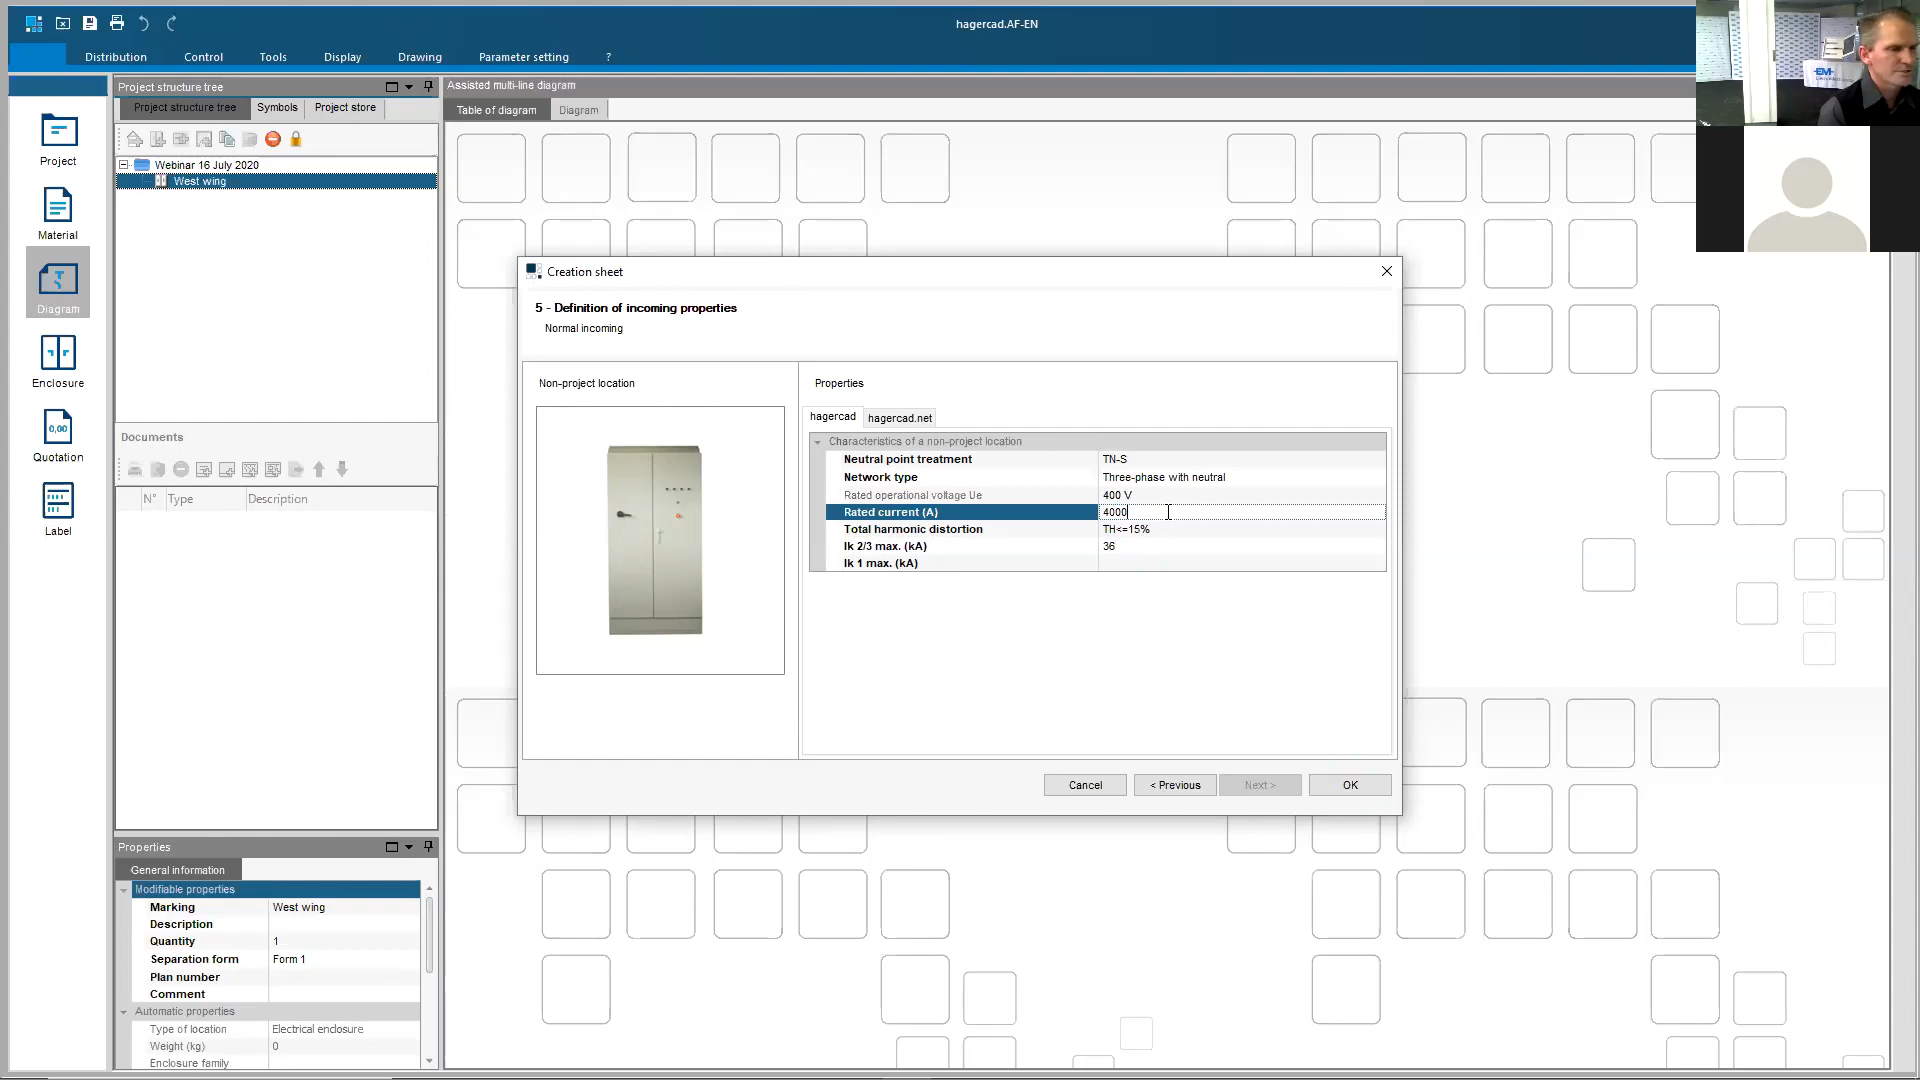 hagercad.AF-EN
Distribution
Control
Tools
Display
Drawing
Parameter setting
?
Project structure tree
Project structure tree
Symbols
Project store
Webinar 16 July 2020
West wing
Project
Material
Diagram
Enclosure
Quotation
0,00
Label
Documents
N°
Type
Description
Properties
General information
Modifiable properties
Marking West wing
Description
Quantity 1
Separation form Form 1
Plan number
Comment
Automatic properties
Type of location Electrical enclosure
Weight (kg) 0
Enclosure family
Assisted multi-line diagram
Table of diagram
Diagram
Creation sheet
5 - Definition of incoming properties
Normal incoming
Non-project location
Properties
hagercad
hagercad.net
Characteristics of a non-project location
Neutral point treatment TN-S
Network type Three-phase with neutral
Rated operational voltage Ue 400 V
Rated current (A) 4000
Total harmonic distortion TH<=15%
Ik 2/3 max. (kA) 36
Ik 1 max. (kA)
Cancel
< Previous
Next >
OK